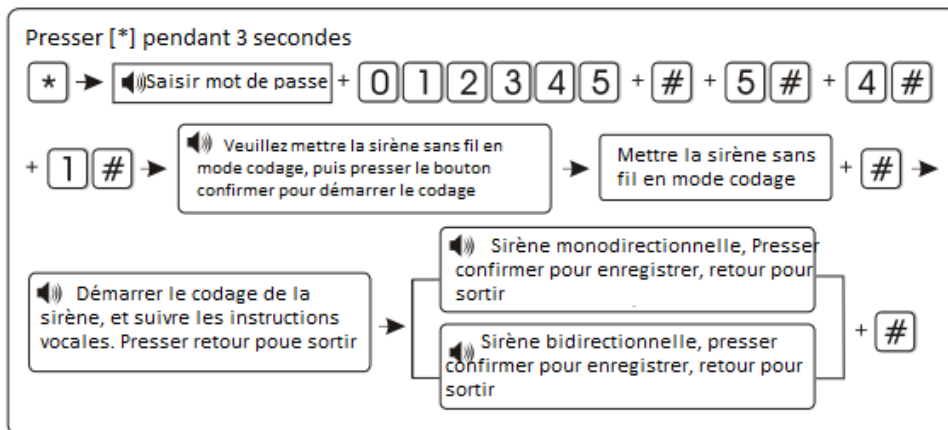 Presser [*] pendant 3 secondes
* Saisir mot de passe + 0 1 2 3 4 5 + # + 5 # + 4 #
+ 1 #
Veuillez mettre la sirène sans fil en
mode codage, puis presser le bouton
confirmer pour démarrer le codage
Mettre la sirène sans
fil en mode codage
+ #
Démarrer le codage de la
sirène, et suivre les instructions
vocales. Presser retour poue sortir
Sirène monodirectionnelle, Presser
confirmer pour enregistrer, retour pour
sortir
Sirène bidirectionnelle, presser
confirmer pour enregistrer, retour pour
sortir
+ #